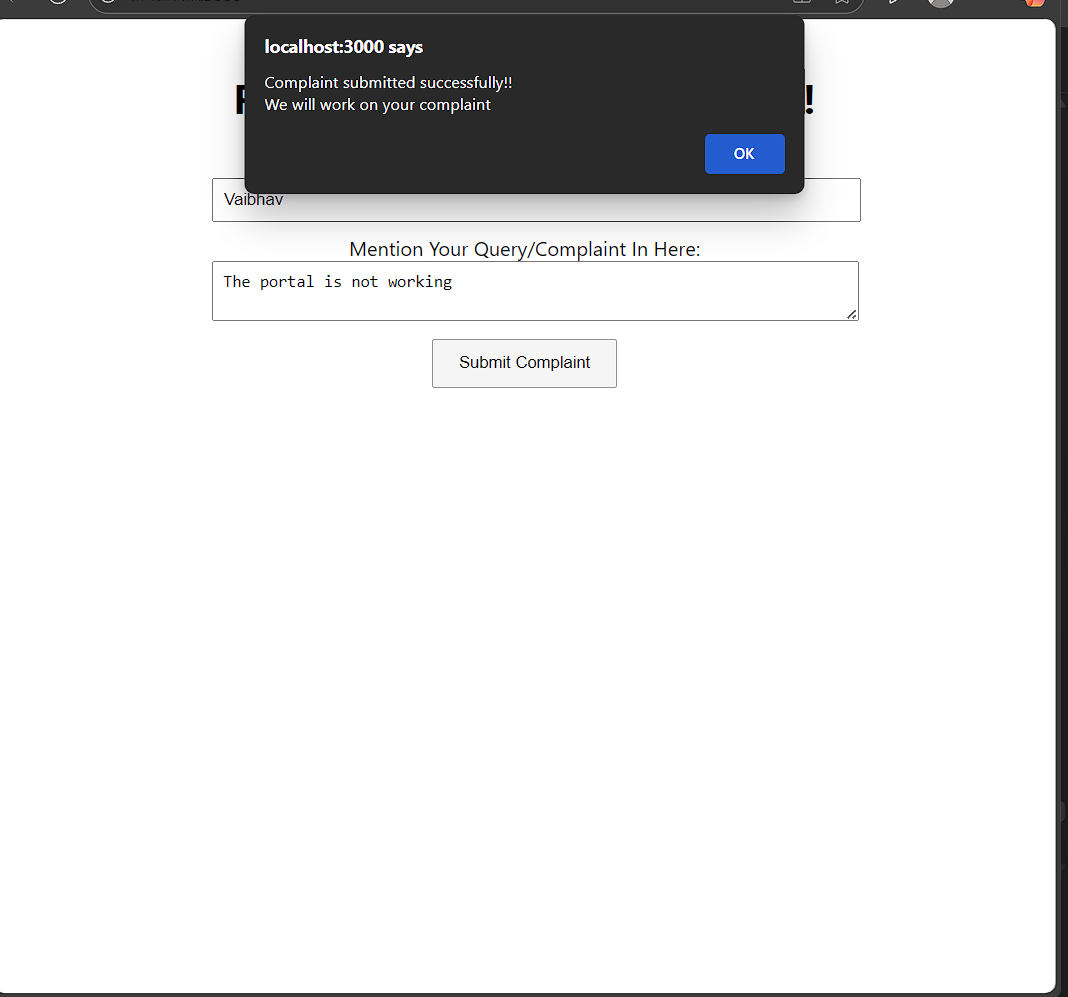 localhost:3000 says
Complaint submitted successfully!!
We will work on your complaint
!
OK
Vaibhav
Mention Your Query/Complaint In Here:
The portal is not working
Submit Complaint